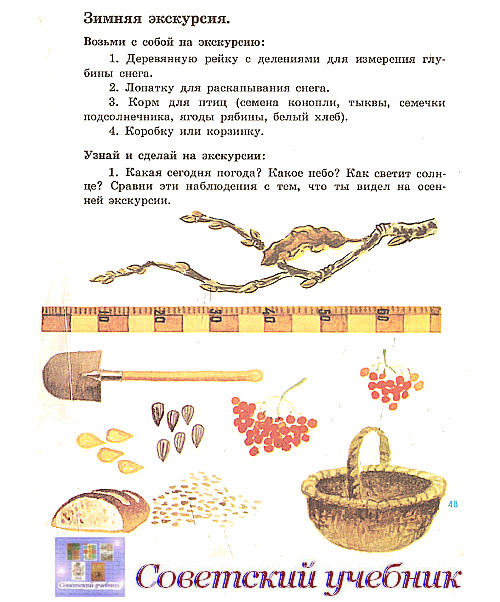 Зимняя экскурсия.
Возьми с собой на экскурсию:
1. Деревянную рейку с делениями для измерения глу-
бины снега.
2. Лопатку для раскапывания снега.
3. Корм для птиц (семена конопли, тыквы, семечки
подсолнечника, ягоды рябины, белый хлеб).
4. Коробку или корзинку.
Узнай и сделай на экскурсии:
1. Какая сегодня погода? Какое небо? Как светит солн-
це? Сравни эти наблюдения с тем, что ты видел на осен-
ней экскурсии.
10 20 30 40 50 60
48
Советский учебник
Советский учебник